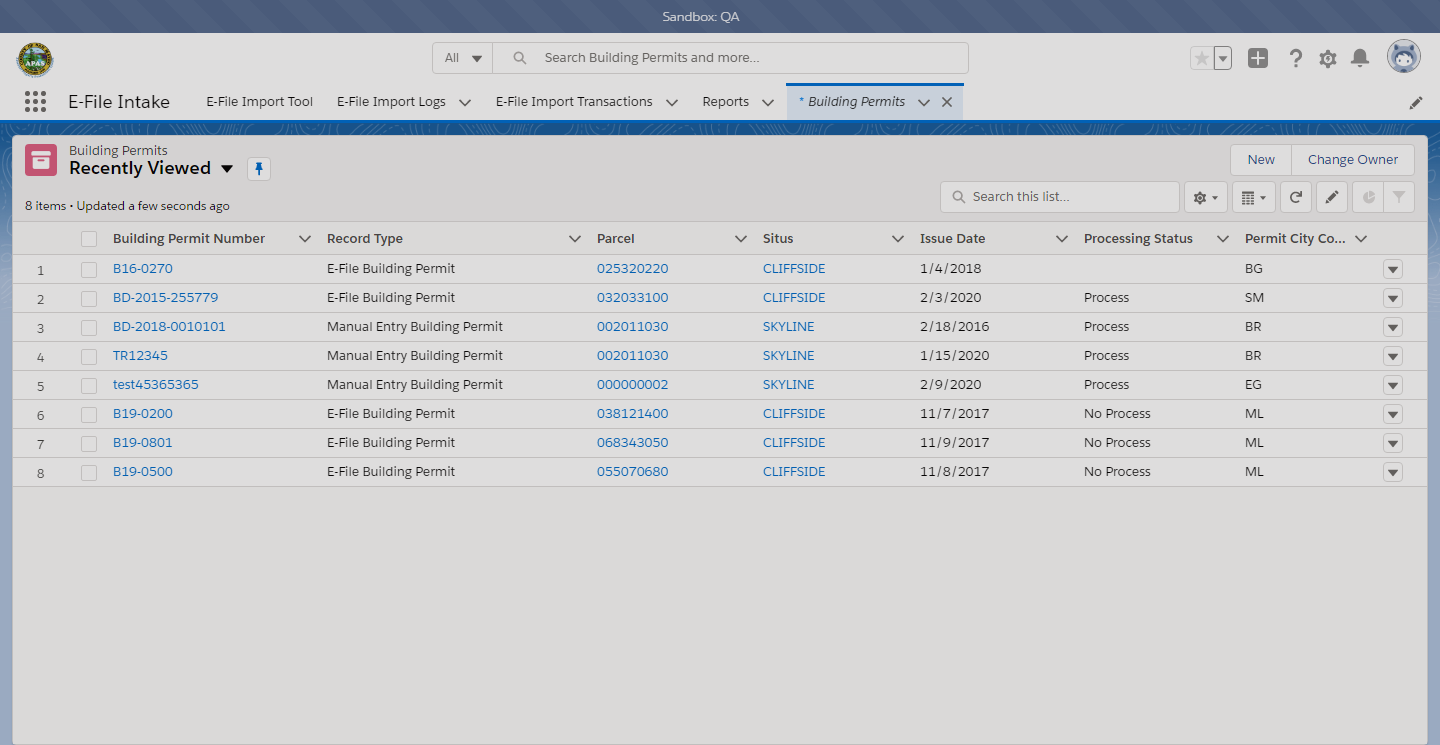 Sandbox: QA
All
Search Building Permits and more...
APAS
E-File Intake
E-File Import Tool
E-File Import Logs
E-File Import Transactions
Reports
* Building Permits
Building Permits
Recently Viewed
New
Change Owner
8 items • Updated a few seconds ago
Search this list...
Building Permit Number Record Type Parcel Situs Issue Date Processing Status Permit City Co...
1 B16-0270 E-File Building Permit 025320220 CLIFFSIDE 1/4/2018 BG
2 BD-2015-255779 E-File Building Permit 032033100 CLIFFSIDE 2/3/2020 Process SM
3 BD-2018-0010101 Manual Entry Building Permit 002011030 SKYLINE 2/18/2016 Process BR
4 TR12345 Manual Entry Building Permit 002011030 SKYLINE 1/15/2020 Process BR
5 test45365365 Manual Entry Building Permit 000000002 SKYLINE 2/9/2020 Process EG
6 B19-0200 E-File Building Permit 038121400 CLIFFSIDE 11/7/2017 No Process ML
7 B19-0801 E-File Building Permit 068343050 CLIFFSIDE 11/9/2017 No Process ML
8 B19-0500 E-File Building Permit 055070680 CLIFFSIDE 11/8/2017 No Process ML